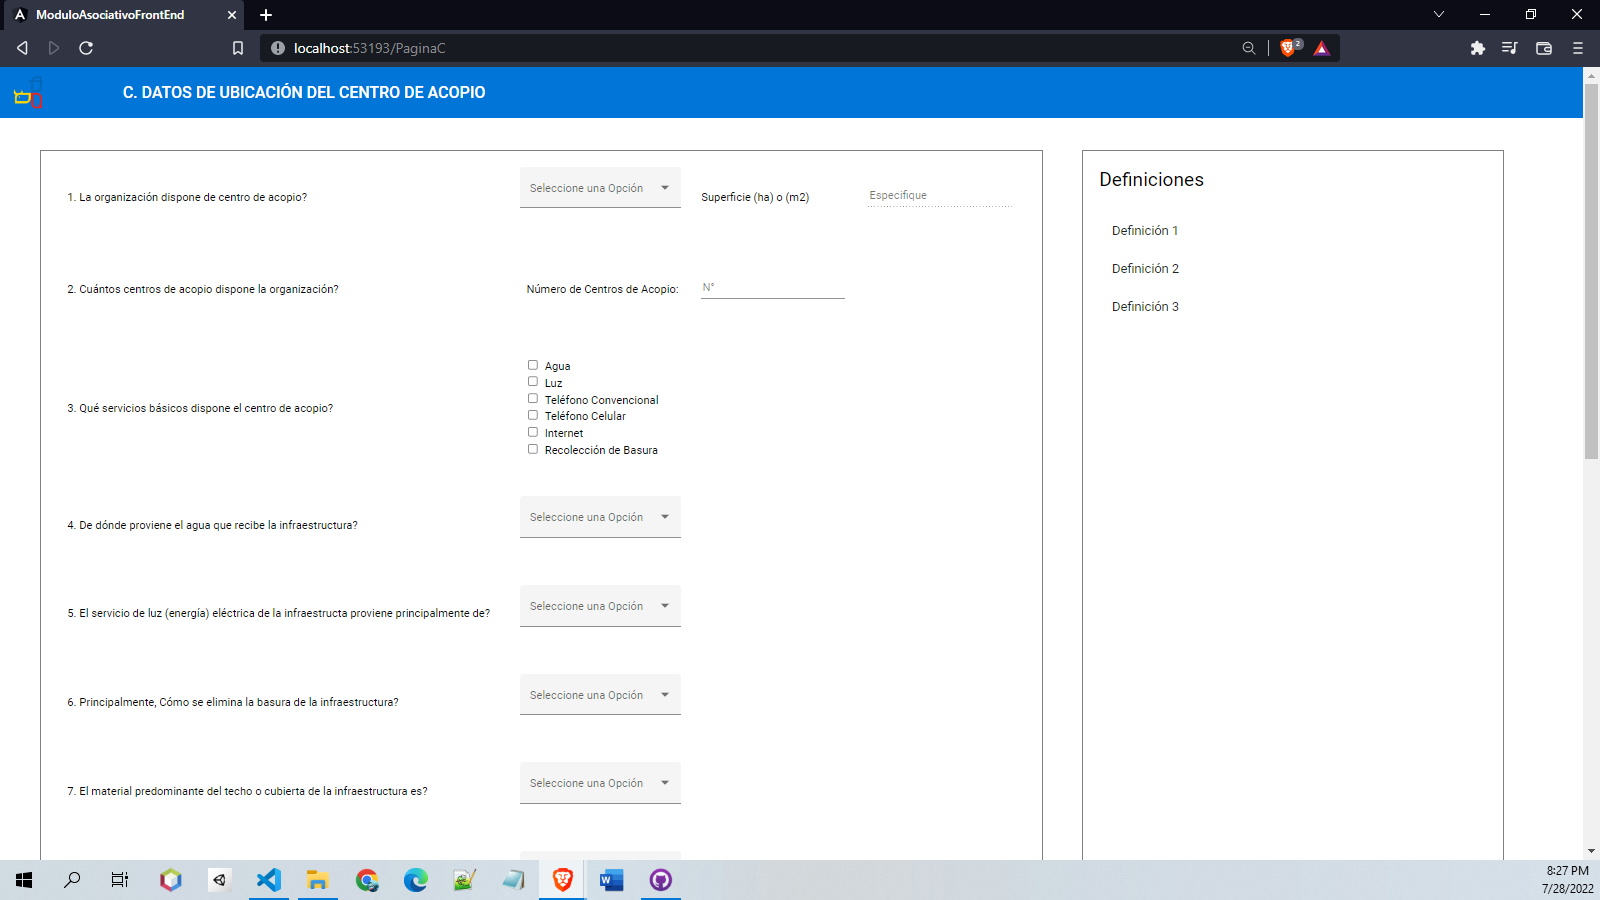 ModuloAsociativoFrontEnd
localhost:53193/PaginaC
2
C. DATOS DE UBICACIÓN DEL CENTRO DE ACOPIO
1. La organización dispone de centro de acopio?
Seleccione una Opción
Superficie (ha) o (m2)
Especifique
2. Cuántos centros de acopio dispone la organización?
Número de Centros de Acopio:
N°
3. Qué servicios básicos dispone el centro de acopio?
Agua
Luz
Teléfono Convencional
Teléfono Celular
Internet
Recolección de Basura
4. De dónde proviene el agua que recibe la infraestructura?
Seleccione una Opción
5. El servicio de luz (energía) eléctrica de la infraestructa proviene principalmente de?
Seleccione una Opción
6. Principalmente, Cómo se elimina la basura de la infraestructura?
Seleccione una Opción
7. El material predominante del techo o cubierta de la infraestructura es?
Seleccione una Opción
Definiciones
Definición 1
Definición 2
Definición 3
8:27 PM
7/28/2022